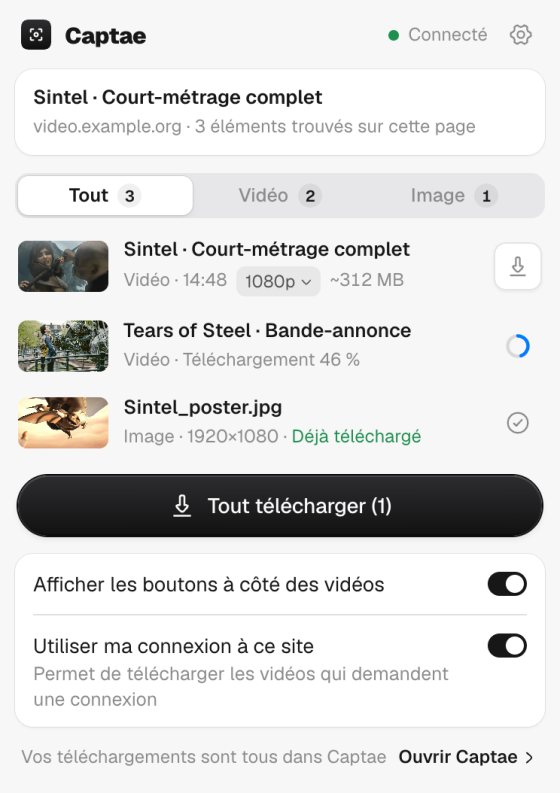 Captae
Connecté
Sintel · Court-métrage complet
video.example.org · 3 éléments trouvés sur cette page
Tout 3
Vidéo 2
Image 1
Sintel · Court-métrage complet
Vidéo · 14:48 1080p ~312 MB
Tears of Steel · Bande-annonce
Vidéo · Téléchargement 46 %
Sintel_poster.jpg
Image · 1920×1080 · Déjà téléchargé
Tout télécharger (1)
Afficher les boutons à côté des vidéos
Utiliser ma connexion à ce site
Permet de télécharger les vidéos qui demandent
une connexion
Vos téléchargements sont tous dans Captae Ouvrir Captae